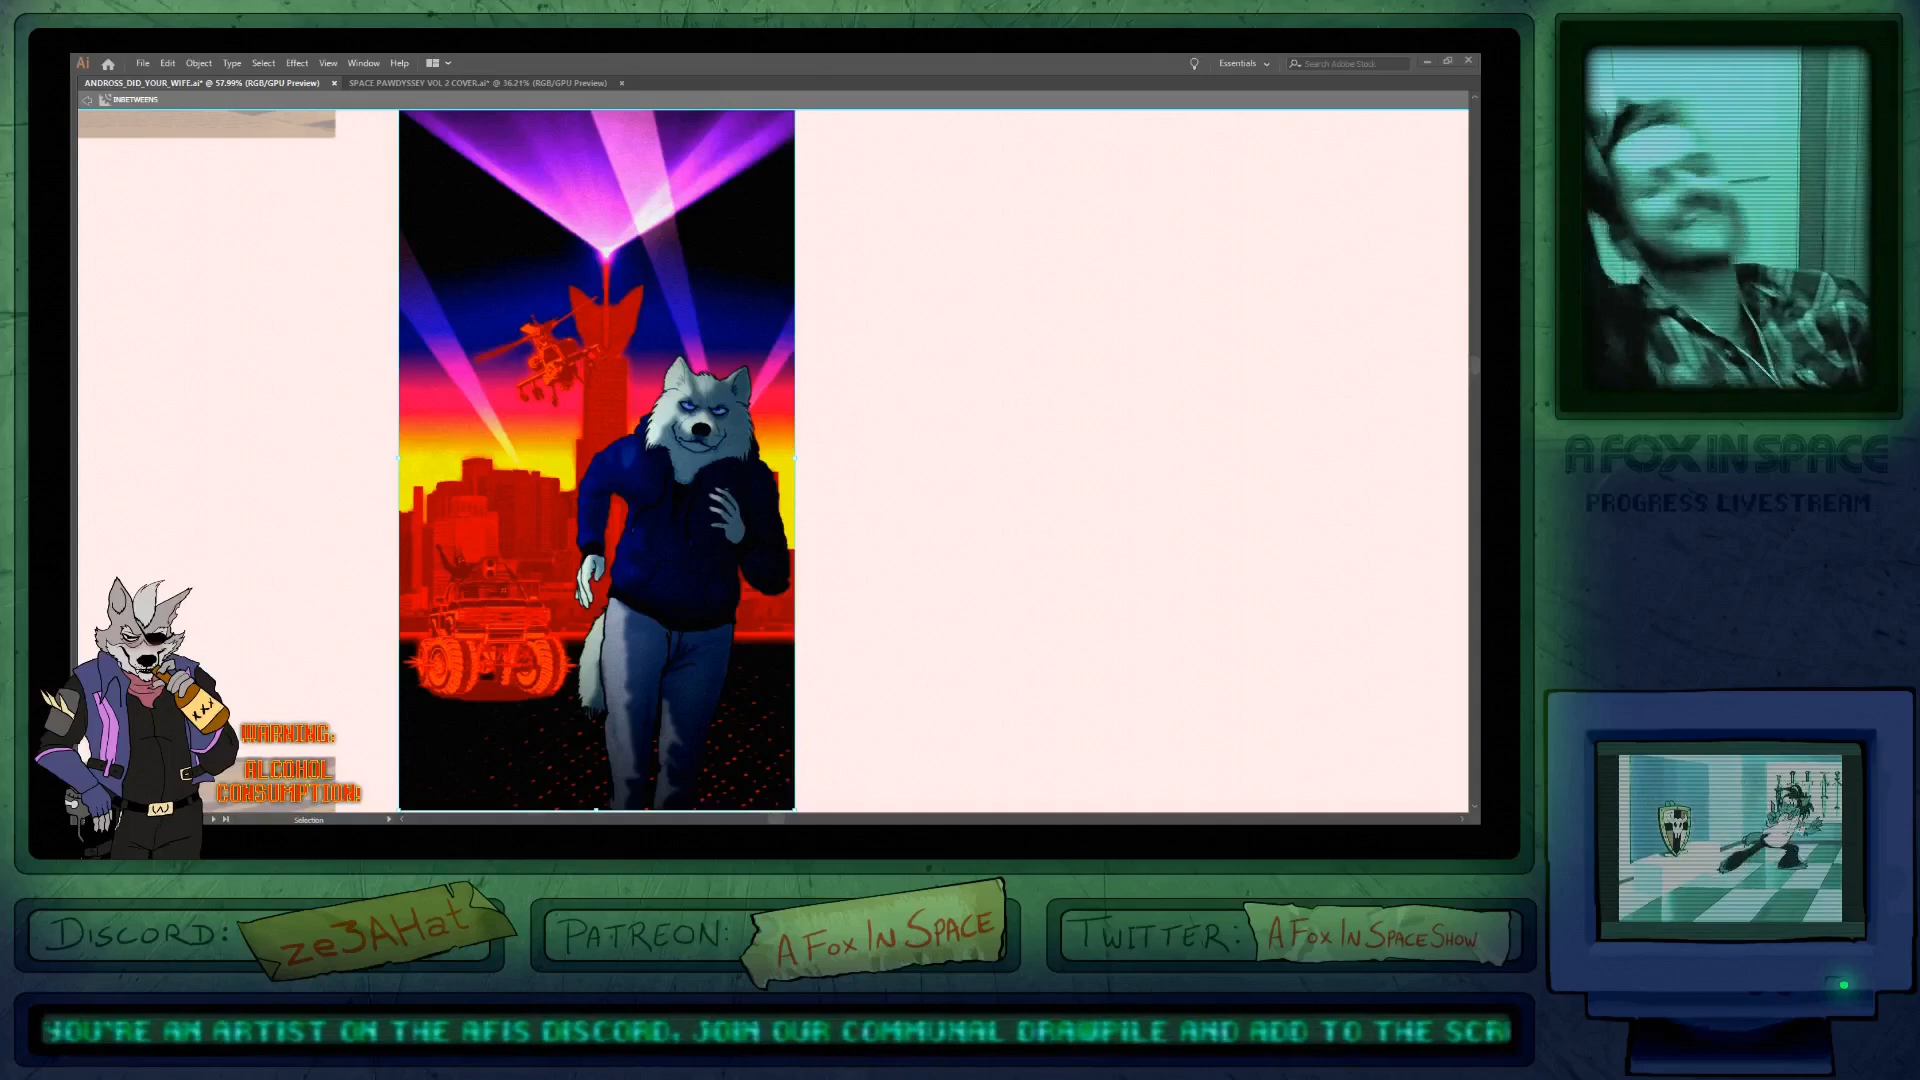 Ai File Edit Object Type Select Effect View Window Help Essentials Search Adobe Stock
ANDROSS_DID_YOUR_WIFE.ai* @ 57.99% (RGB/GPU Preview) × SPACE PAWDYSSEY VOL 2 COVER.ai* @ 36.21% (RGB/GPU Preview) ×
INBETWEENS
A FOX IN SPACE
PROGRESS LIVESTREAM
XXX
W
WARNING:
ALCOHOL
CONSUMPTION!
Selection
DISCORD: ze3AHat
PATREON: A FOX IN SPACE
TWITTER: A FOX IN SPACE SHOW
YOU'RE AN ARTIST ON THE AFIS DISCORD, JOIN OUR COMMUNAL DRAWPILE AND ADD TO THE SCR